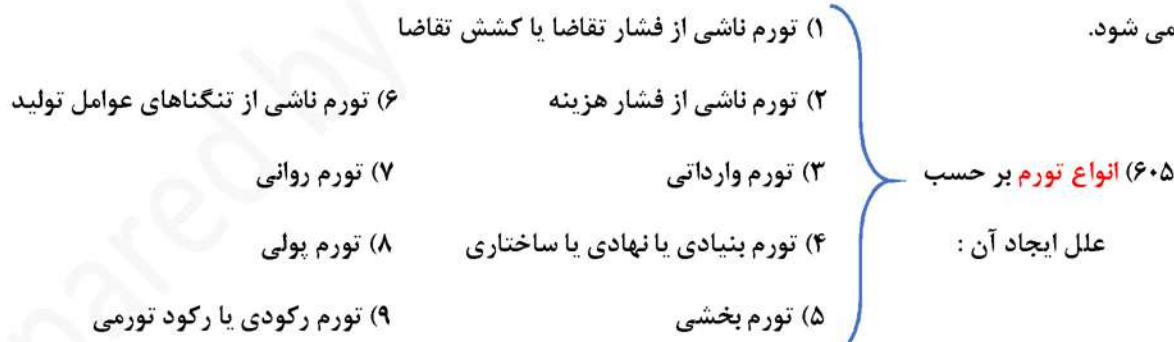 می شود.
۶۰۵) انواع تورم بر حسب
علل ایجاد آن :
۱) تورم ناشی از فشار تقاضا یا کشش تقاضا
۲) تورم ناشی از فشار هزینه
۳) تورم وارداتی
۴) تورم بنیادی یا نهادی یا ساختاری
۵) تورم بخشی
۶) تورم ناشی از تنگناهای عوامل تولید
۷) تورم روانی
۸) تورم پولی
۹) تورم رکودی یا رکود تورمی